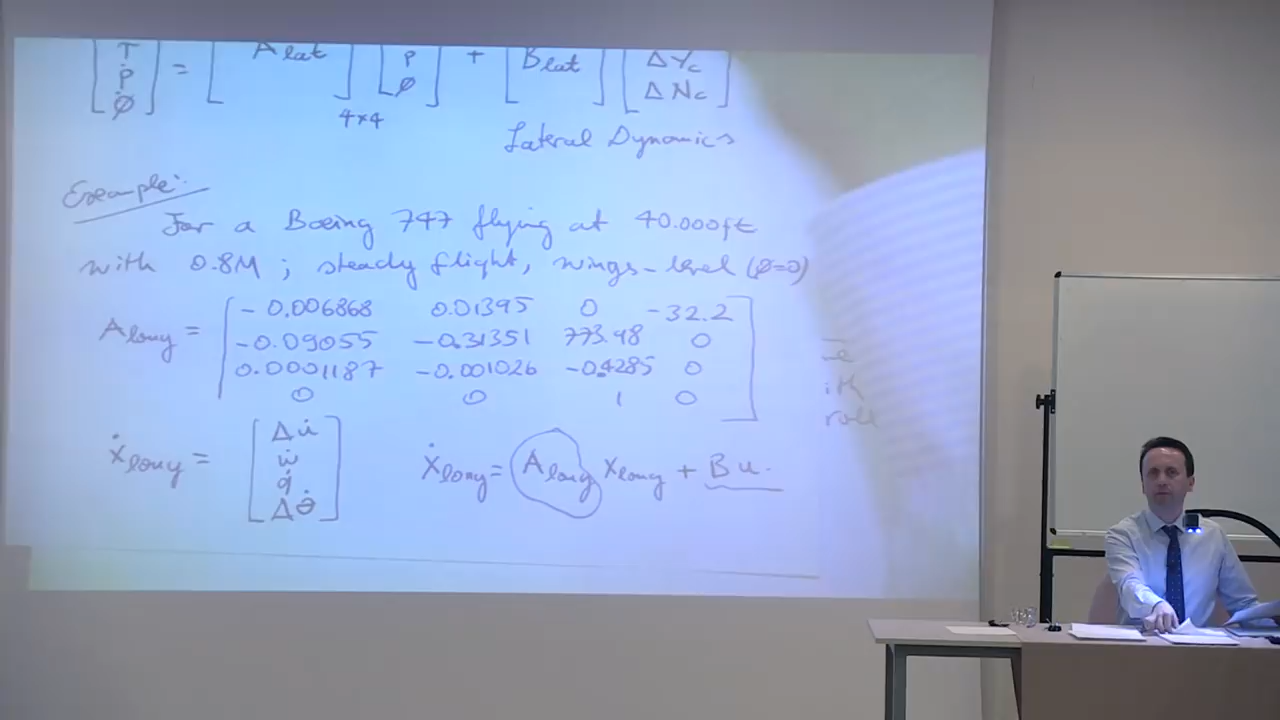 [ṙ ṗ φ̇] = [A lat] 4×4 [p φ] + [B lat] [ΔYc ΔNc]
Lateral Dynamics
Example:
For a Boeing 747 flying at 40.000ft
with 0.8M ; steady flight, wings-level (φ=0)
- 0.006868 0.01395 0 -32.2
A long = -0.09055 -0.31351 773.98 0
0.0001187 -0.001026 -0.4285 0
0 0 1 0
ẋ long = [Δu̇ ẇ q̇ Δθ̇] ẋ long = A long x long + B u.